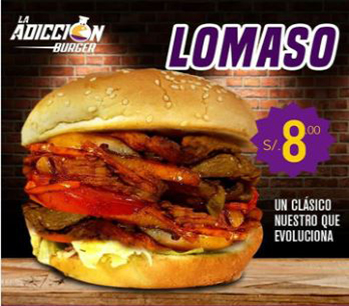 LA
ADICCIÓN
BURGER
LOMASO
S/. 8.00
UN CLÁSICO
NUESTRO QUE
EVOLUCIONA